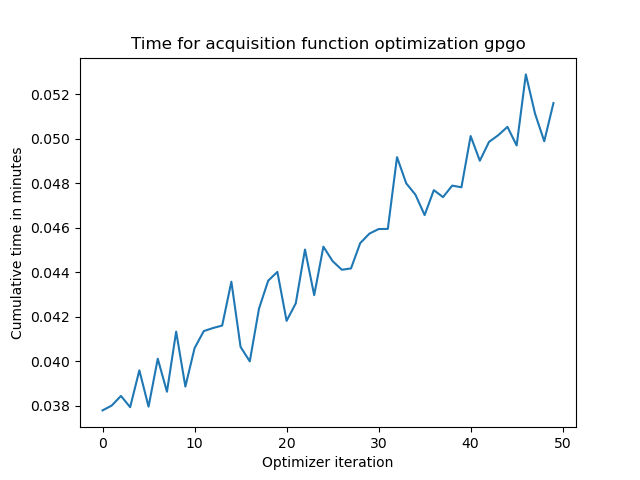 Time for acquisition function optimization gpgo
Cumulative time in minutes
0.052
0.050
0.048
0.046
0.044
0.042
0.040
0.038
0 10 20 30 40 50
Optimizer iteration